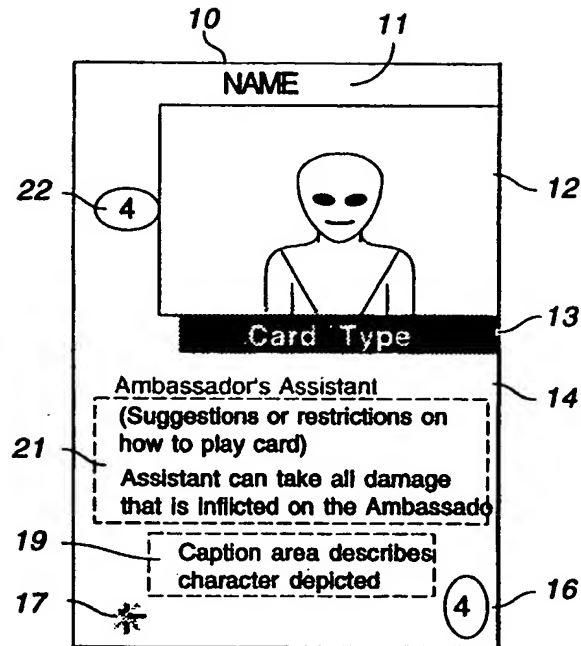 10
11
NAME
22
4
12
Card Type
13
14
Ambassador's Assistant
(Suggestions or restrictions on
how to play card)
21
Assistant can take all damage
that is inflicted on the Ambassado
19
Caption area describes
character depicted
17
4
16